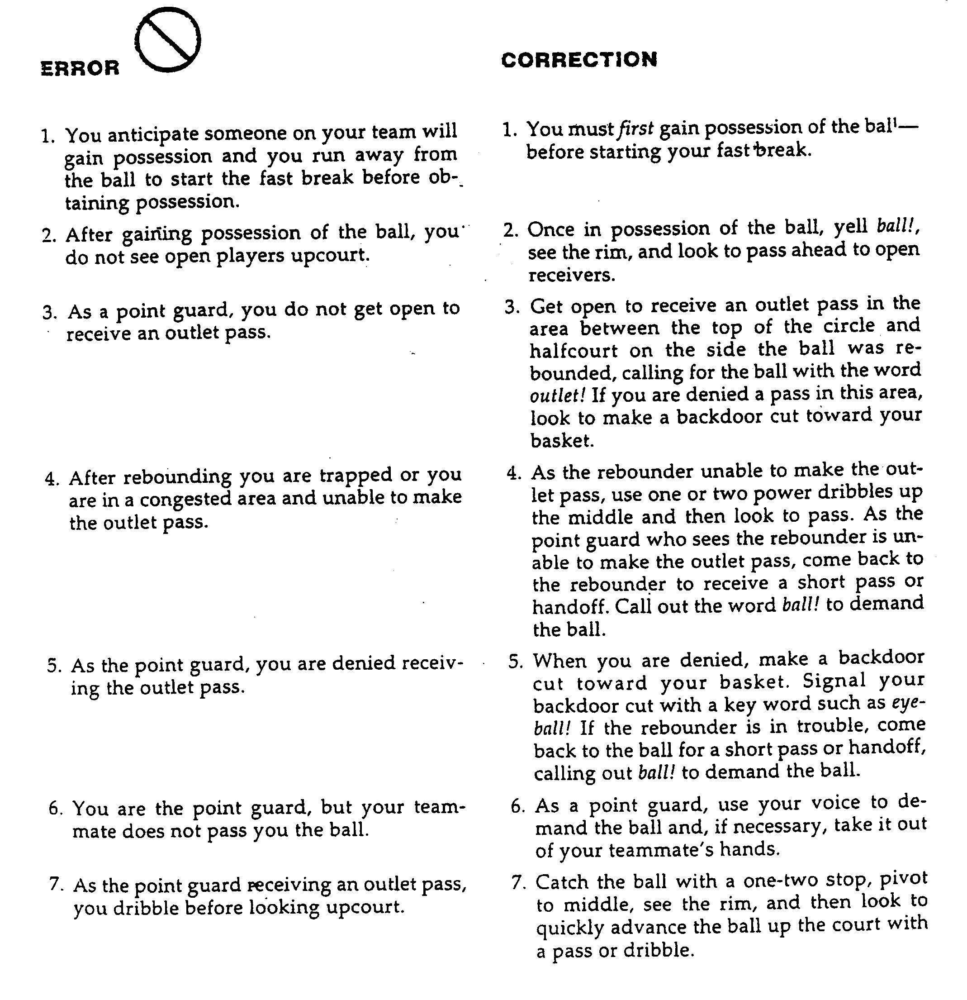 ERROR
CORRECTION
1. You anticipate someone on your team will
gain possession and you run away from
the ball to start the fast break before ob-
taining possession.
1. You must first gain possession of the ball—
before starting your fast break.
2. After gaining possession of the ball, you
do not see open players upcourt.
2. Once in possession of the ball, yell ball!,
see the rim, and look to pass ahead to open
receivers.
3. As a point guard, you do not get open to
receive an outlet pass.
3. Get open to receive an outlet pass in the
area between the top of the circle and
halfcourt on the side the ball was re-
bounded, calling for the ball with the word
outlet! If you are denied a pass in this area,
look to make a backdoor cut toward your
basket.
4. After rebounding you are trapped or you
are in a congested area and unable to make
the outlet pass.
4. As the rebounder unable to make the out-
let pass, use one or two power dribbles up
the middle and then look to pass. As the
point guard who sees the rebounder is un-
able to make the outlet pass, come back to
the rebounder to receive a short pass or
handoff. Call out the word ball! to demand
the ball.
5. As the point guard, you are denied receiv-
ing the outlet pass.
5. When you are denied, make a backdoor
cut toward your basket. Signal your
backdoor cut with a key word such as eye-
ball! If the rebounder is in trouble, come
back to the ball for a short pass or handoff,
calling out ball! to demand the ball.
6. You are the point guard, but your team-
mate does not pass you the ball.
6. As a point guard, use your voice to de-
mand the ball and, if necessary, take it out
of your teammate's hands.
7. As the point guard receiving an outlet pass,
you dribble before looking upcourt.
7. Catch the ball with a one-two stop, pivot
to middle, see the rim, and then look to
quickly advance the ball up the court with
a pass or dribble.